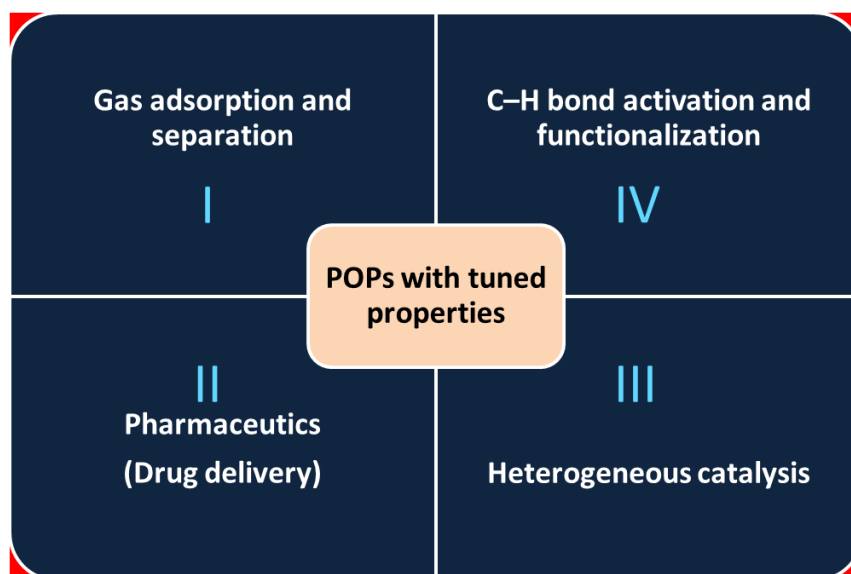 Gas adsorption and
separation
I
C–H bond activation and
functionalization
IV
POPs with tuned
properties
II
Pharmaceutics
(Drug delivery)
III
Heterogeneous catalysis